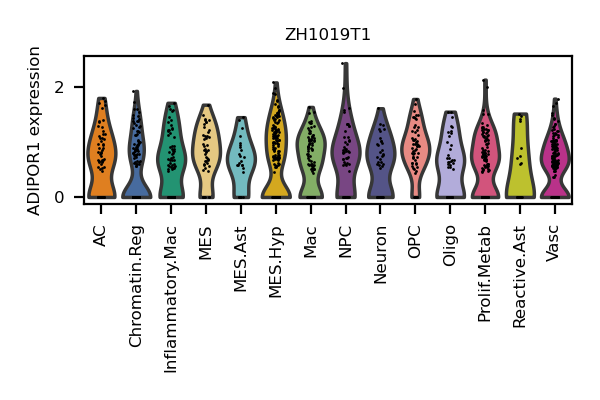 ZH1019T1
ADIPOR1 expression
2
0
AC
Chromatin.Reg
Inflammatory.Mac
MES
MES.Ast
MES.Hyp
Mac
NPC
Neuron
OPC
Oligo
Prolif.Metab
Reactive.Ast
Vasc